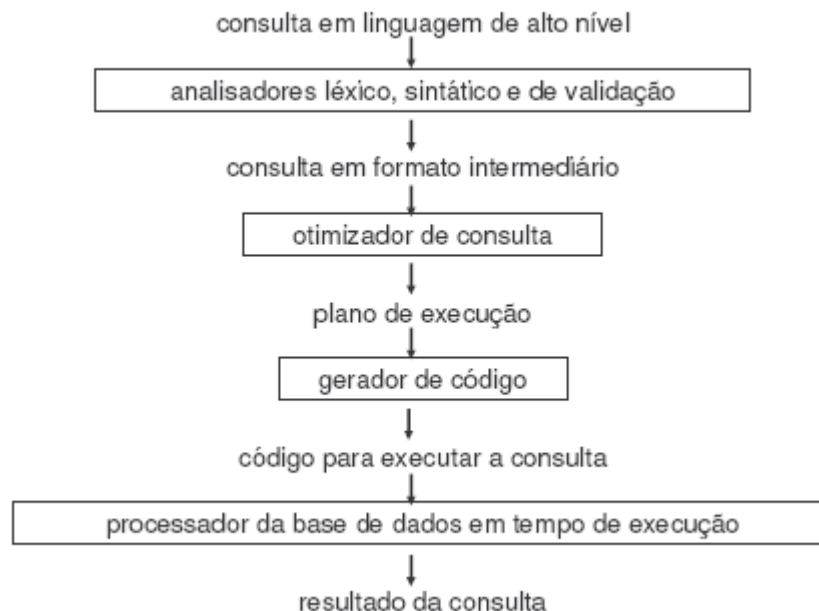 consulta em linguagem de alto nível
analisadores léxico, sintático e de validação
consulta em formato intermediário
otimizador de consulta
plano de execução
gerador de código
código para executar a consulta
processador da base de dados em tempo de execução
resultado da consulta